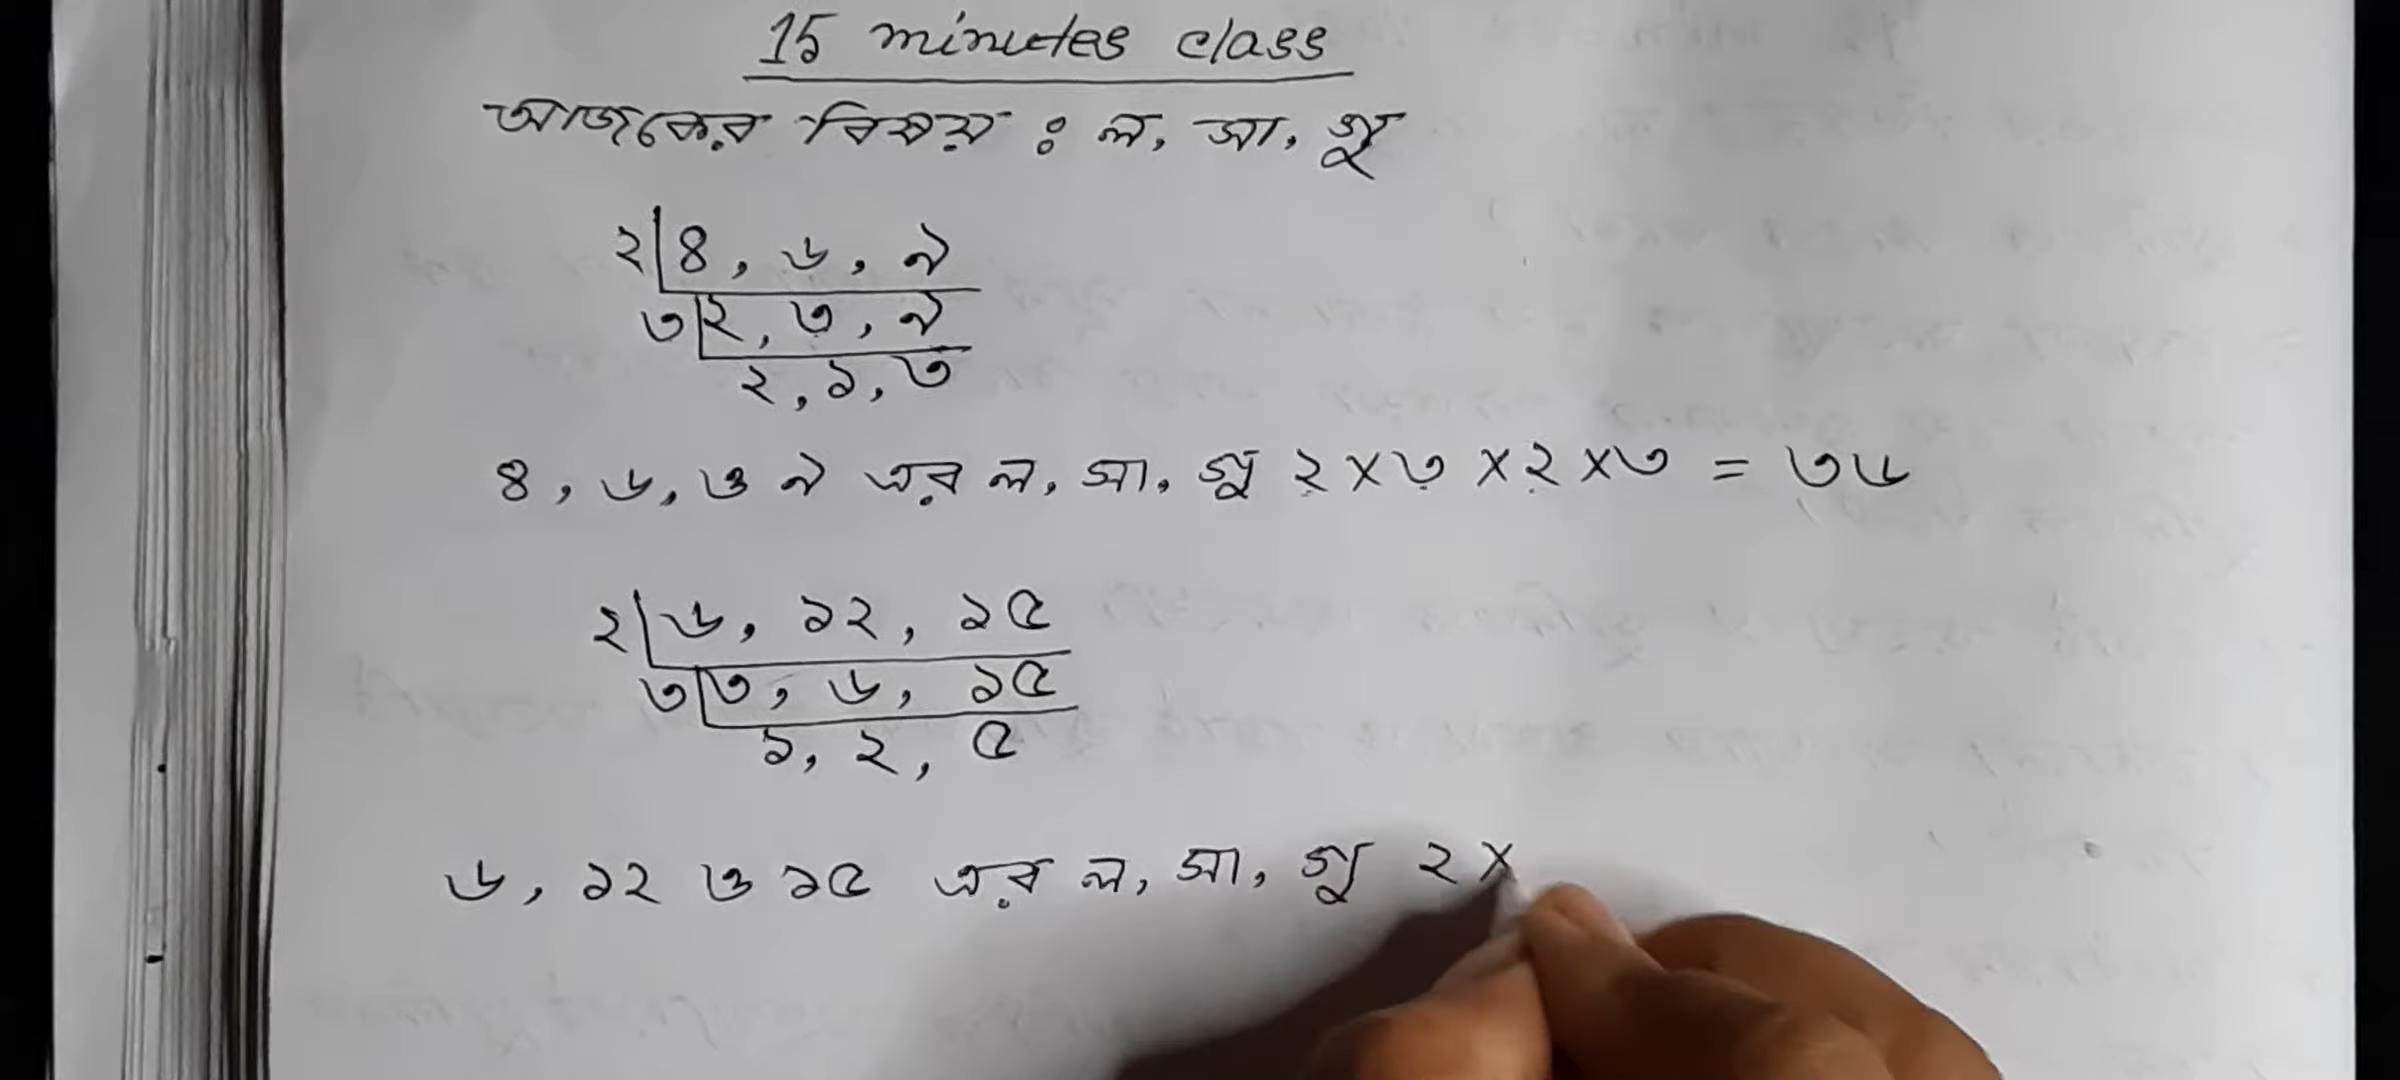 15 minutes class
আজকের বিষয় : ল, সা, গু
২|৪, ৬, ৯
৩|২, ৩, ৯
২, ১, ৩
৪, ৬, ও ৯ এর ল, সা, গু ২×৩×২×৩ = ৩৬
২|৬, ১২, ১৫
৩|৩, ৬, ১৫
১, ২, ৫
৬, ১২ ও ১৫ এর ল, সা, গু ২×